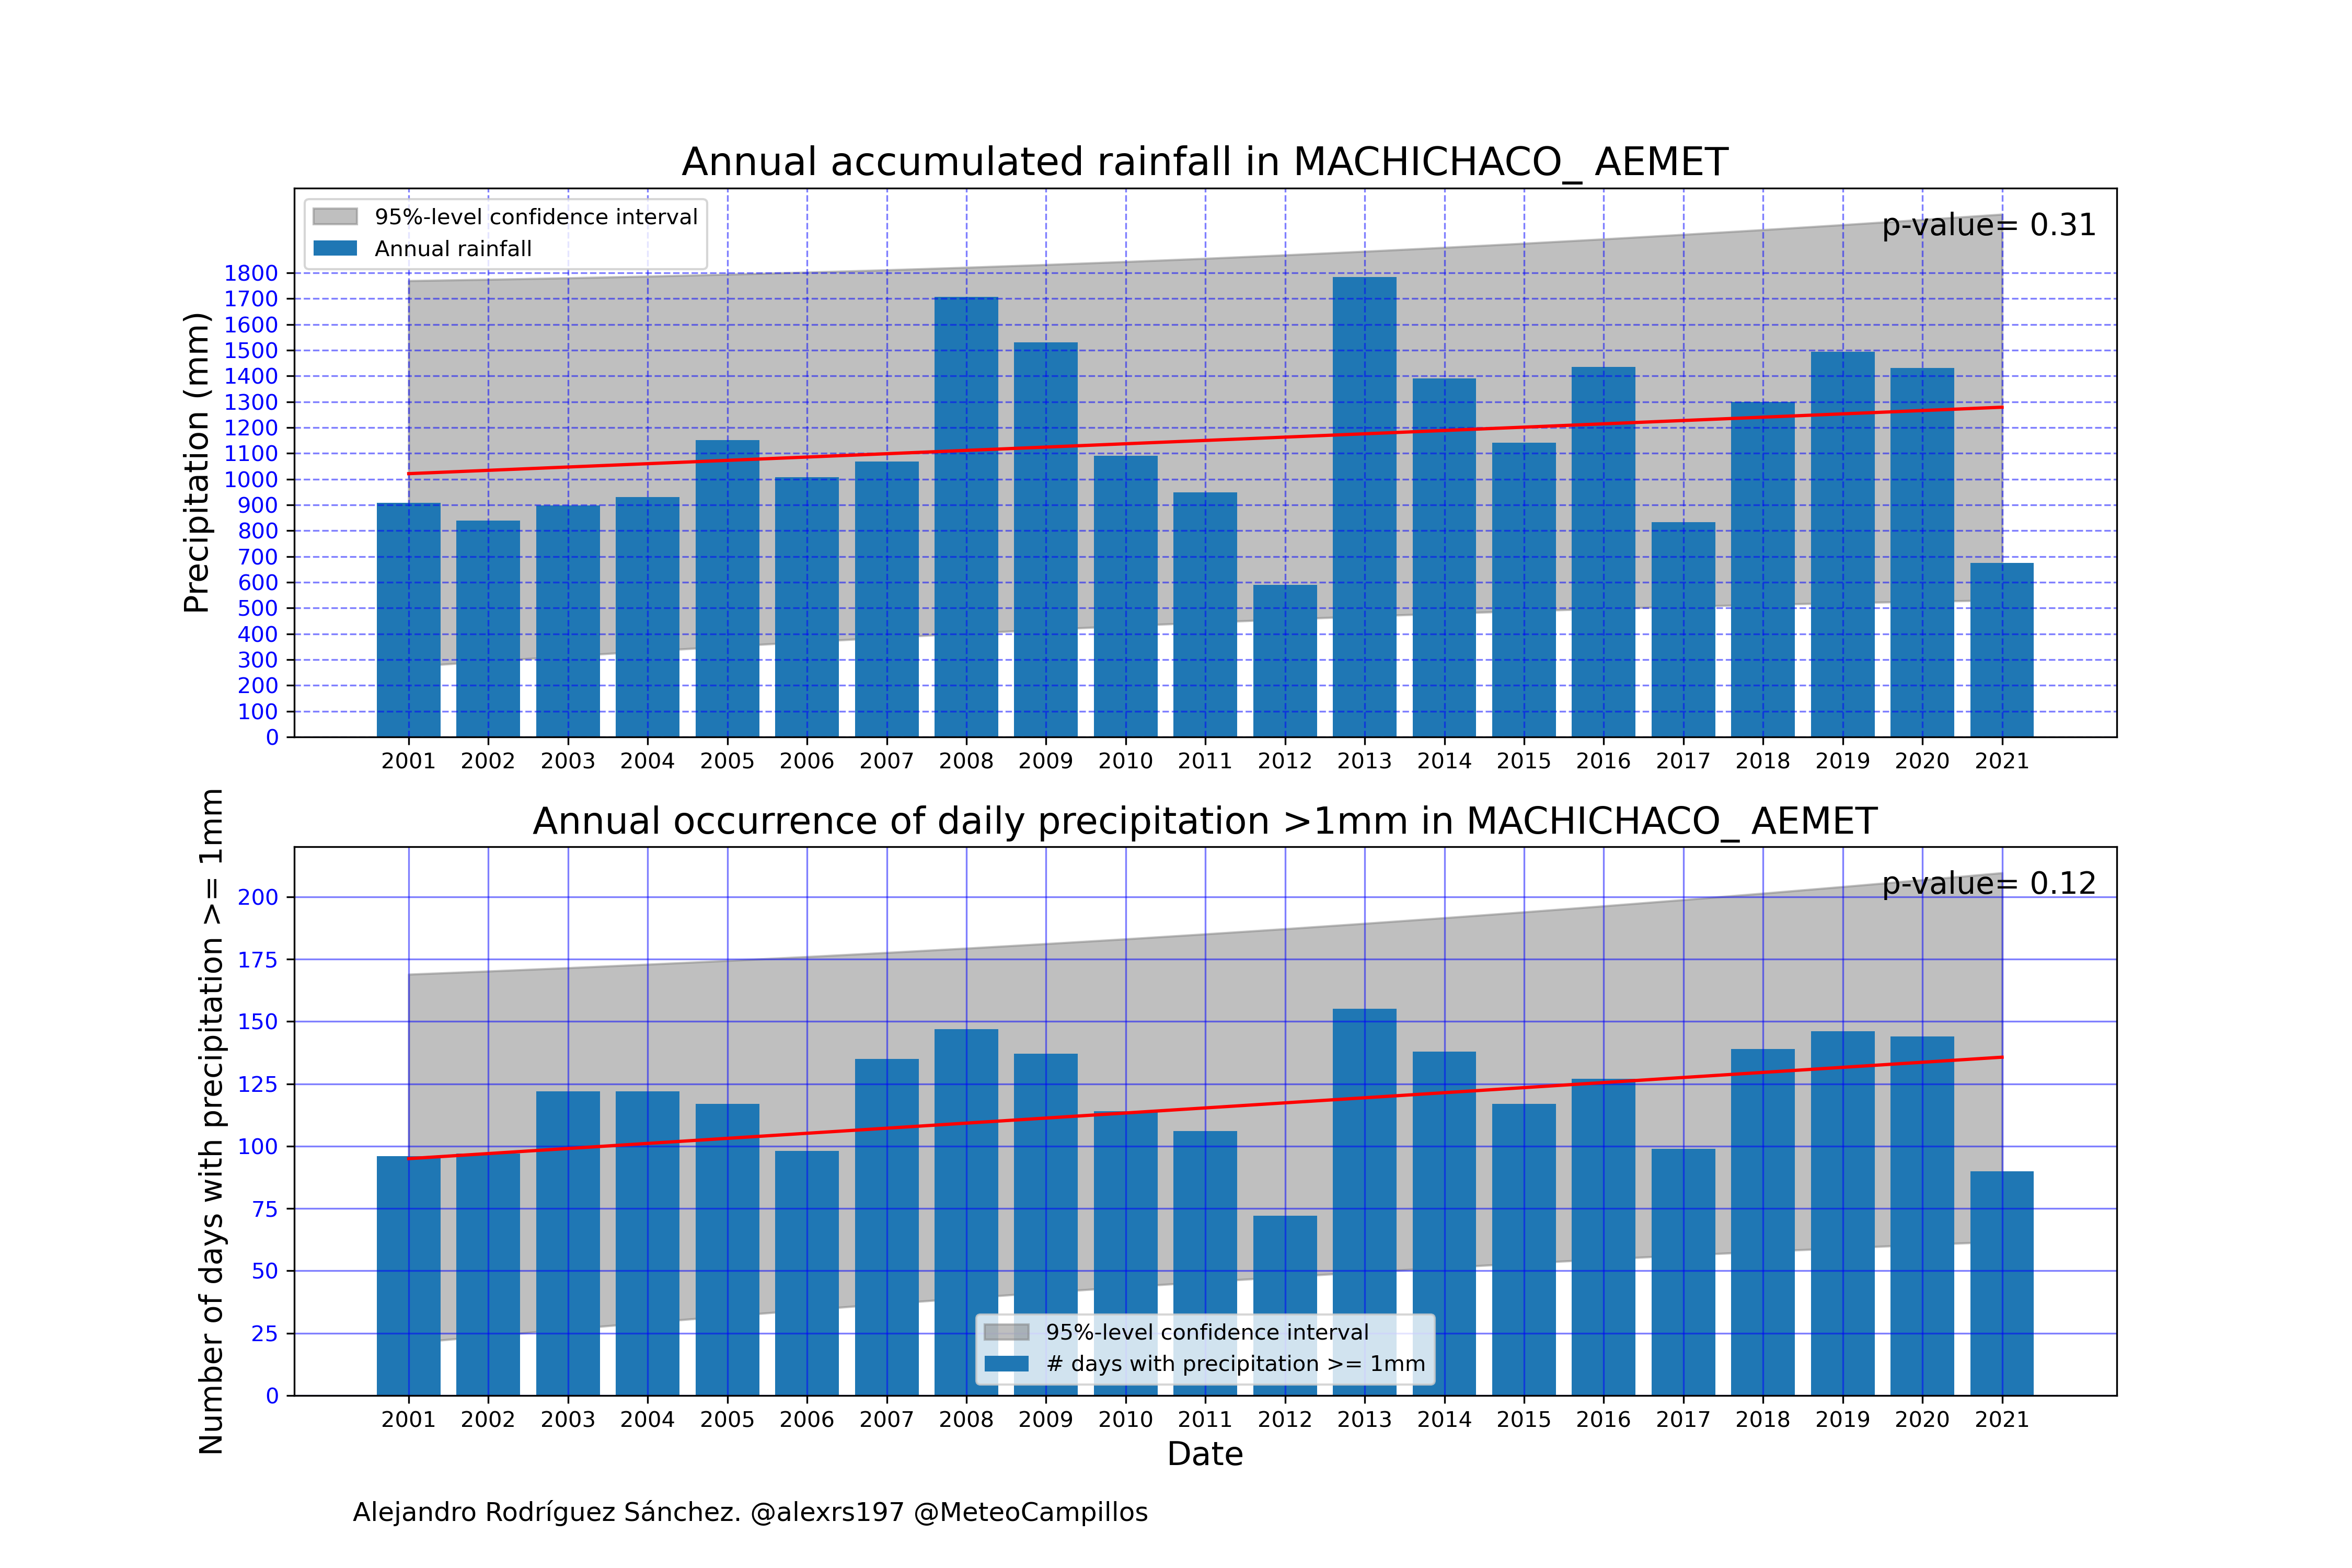 Annual accumulated rainfall in MACHICHACO_ AEMET
95%-level confidence interval
Annual rainfall
p-value= 0.31
Precipitation (mm)
1800
1700
1600
1500
1400
1300
1200
1100
1000
900
800
700
600
500
400
300
200
100
0
2001 2002 2003 2004 2005 2006 2007 2008 2009 2010 2011 2012 2013 2014 2015 2016 2017 2018 2019 2020 2021
Annual occurrence of daily precipitation >1mm in MACHICHACO_ AEMET
p-value= 0.12
Number of days with precipitation >= 1mm
200
175
150
125
100
75
50
25
0
95%-level confidence interval
# days with precipitation >= 1mm
2001 2002 2003 2004 2005 2006 2007 2008 2009 2010 2011 2012 2013 2014 2015 2016 2017 2018 2019 2020 2021
Date
Alejandro Rodríguez Sánchez. @alexrs197 @MeteoCampillos